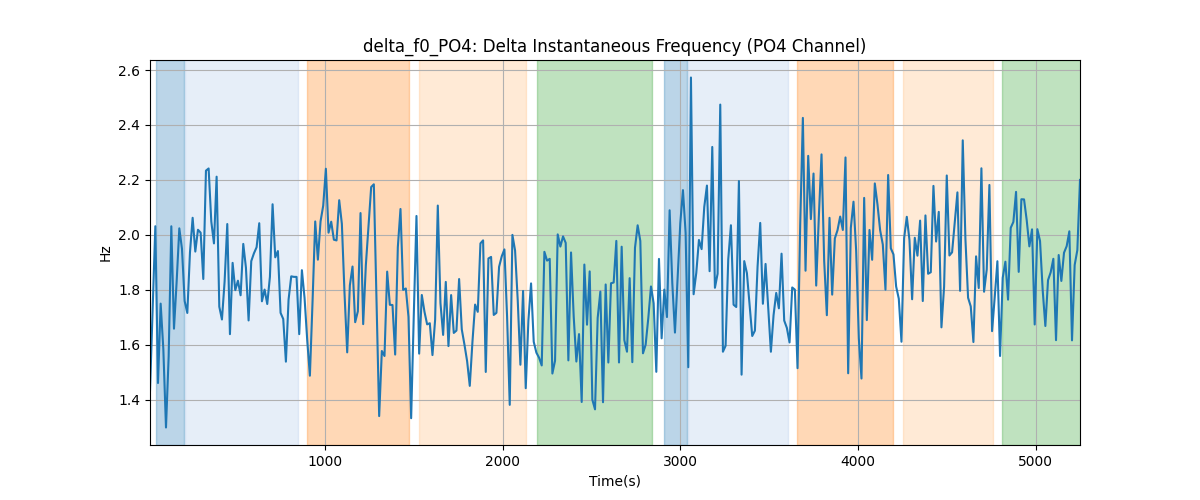 delta_f0_PO4: Delta Instantaneous Frequency (PO4 Channel)
2.6
2.4
2.2
2.0
1.8
1.6
1.4
Hz
1000 2000 3000 4000 5000
Time(s)